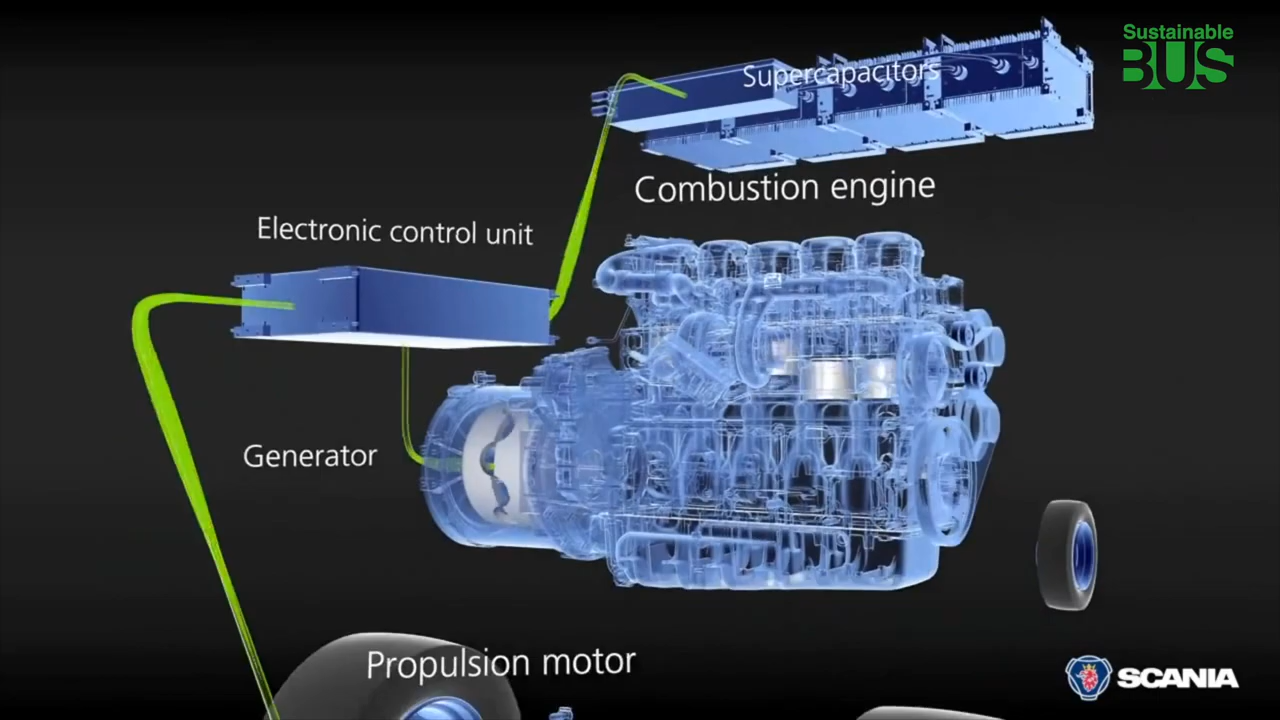 Sustainable
BUS
Supercapacitors
Combustion engine
Electronic control unit
Generator
Propulsion motor
SCANIA